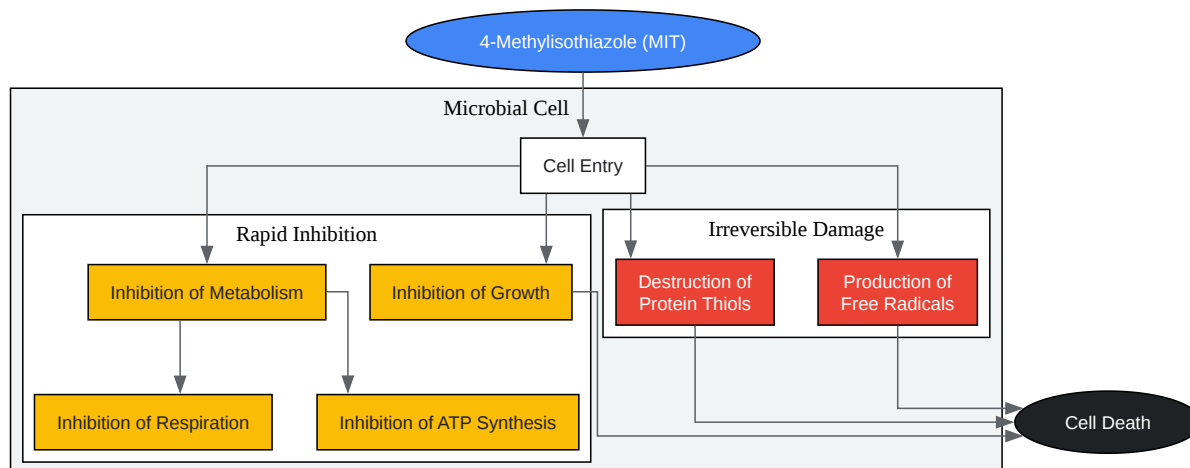 4-Methylisothiazole (MIT)
Microbial Cell
Cell Entry
Rapid Inhibition
Irreversible Damage
Inhibition of Metabolism
Inhibition of Growth
Destruction of
Protein Thiols
Production of
Free Radicals
Inhibition of Respiration
Inhibition of ATP Synthesis
Cell Death